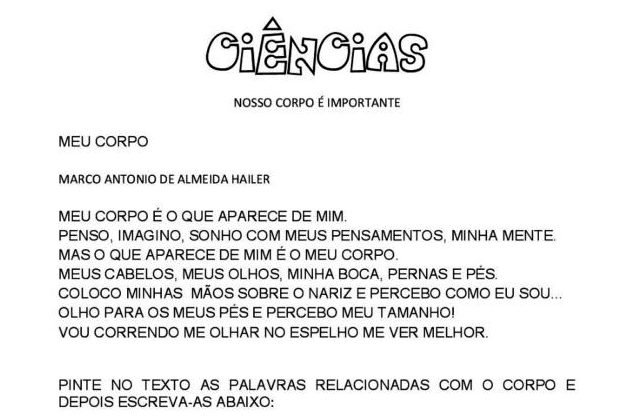 CIÊNCIAS
NOSSO CORPO É IMPORTANTE
MEU CORPO
MARCO ANTONIO DE ALMEIDA HAILER
MEU CORPO É O QUE APARECE DE MIM.
PENSO, IMAGINO, SONHO COM MEUS PENSAMENTOS, MINHA MENTE.
MAS O QUE APARECE DE MIM É O MEU CORPO.
MEUS CABELOS, MEUS OLHOS, MINHA BOCA, PERNAS E PÉS.
COLOCO MINHAS MÃOS SOBRE O NARIZ E PERCEBO COMO EU SOU...
OLHO PARA OS MEUS PÉS E PERCEBO MEU TAMANHO!
VOU CORRENDO ME OLHAR NO ESPELHO ME VER MELHOR.
PINTE NO TEXTO AS PALAVRAS RELACIONADAS COM O CORPO E
DEPOIS ESCREVA-AS ABAIXO: